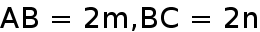 AB = 2m,BC = 2n